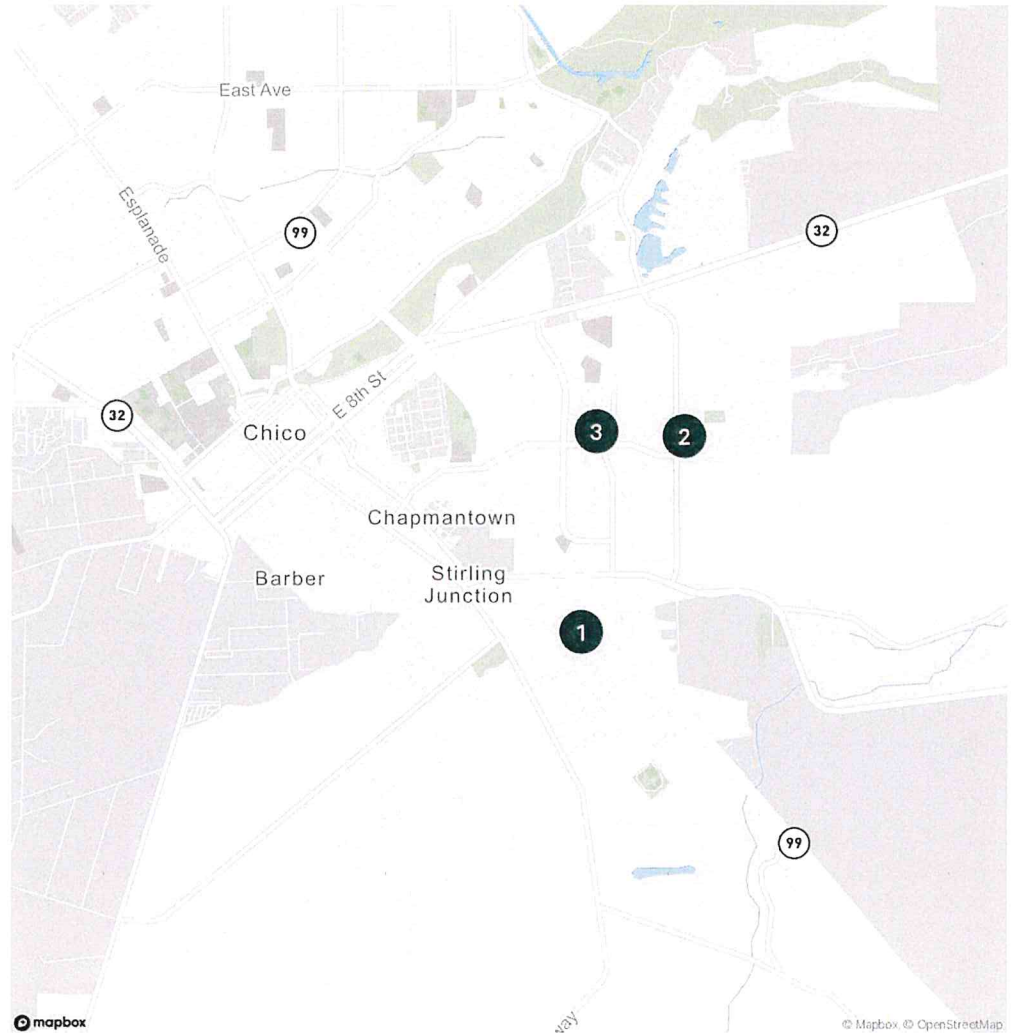 East Ave
Esplanade
99
32
32
E 8th St
Chico
3
2
Chapmantown
Barber
Stirling
Junction
1
99
way
mapbox
© Mapbox, © OpenStreetMap